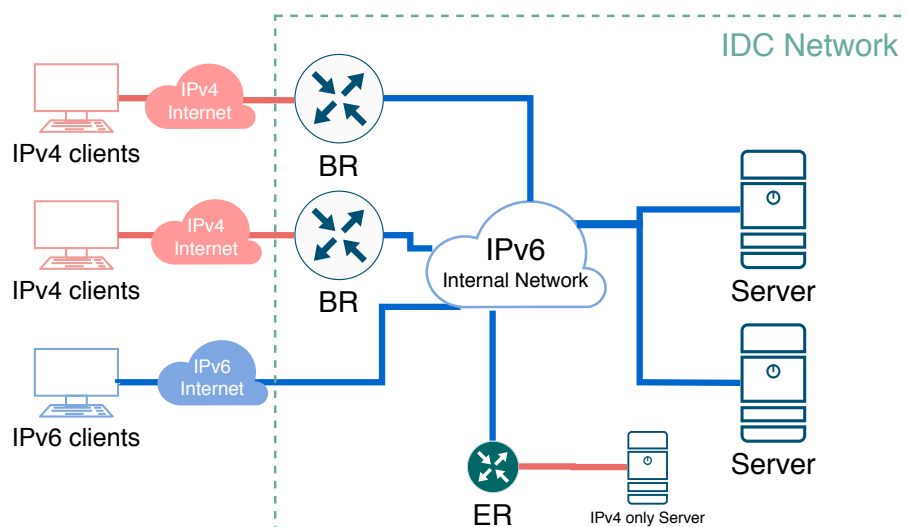 IDC Network
IPv4
Internet
IPv4 clients
BR
IPv4
Internet
IPv4 clients
BR
IPv6
Internal Network
Server
IPv6
Internet
IPv6 clients
Server
ER
IPv4 only Server